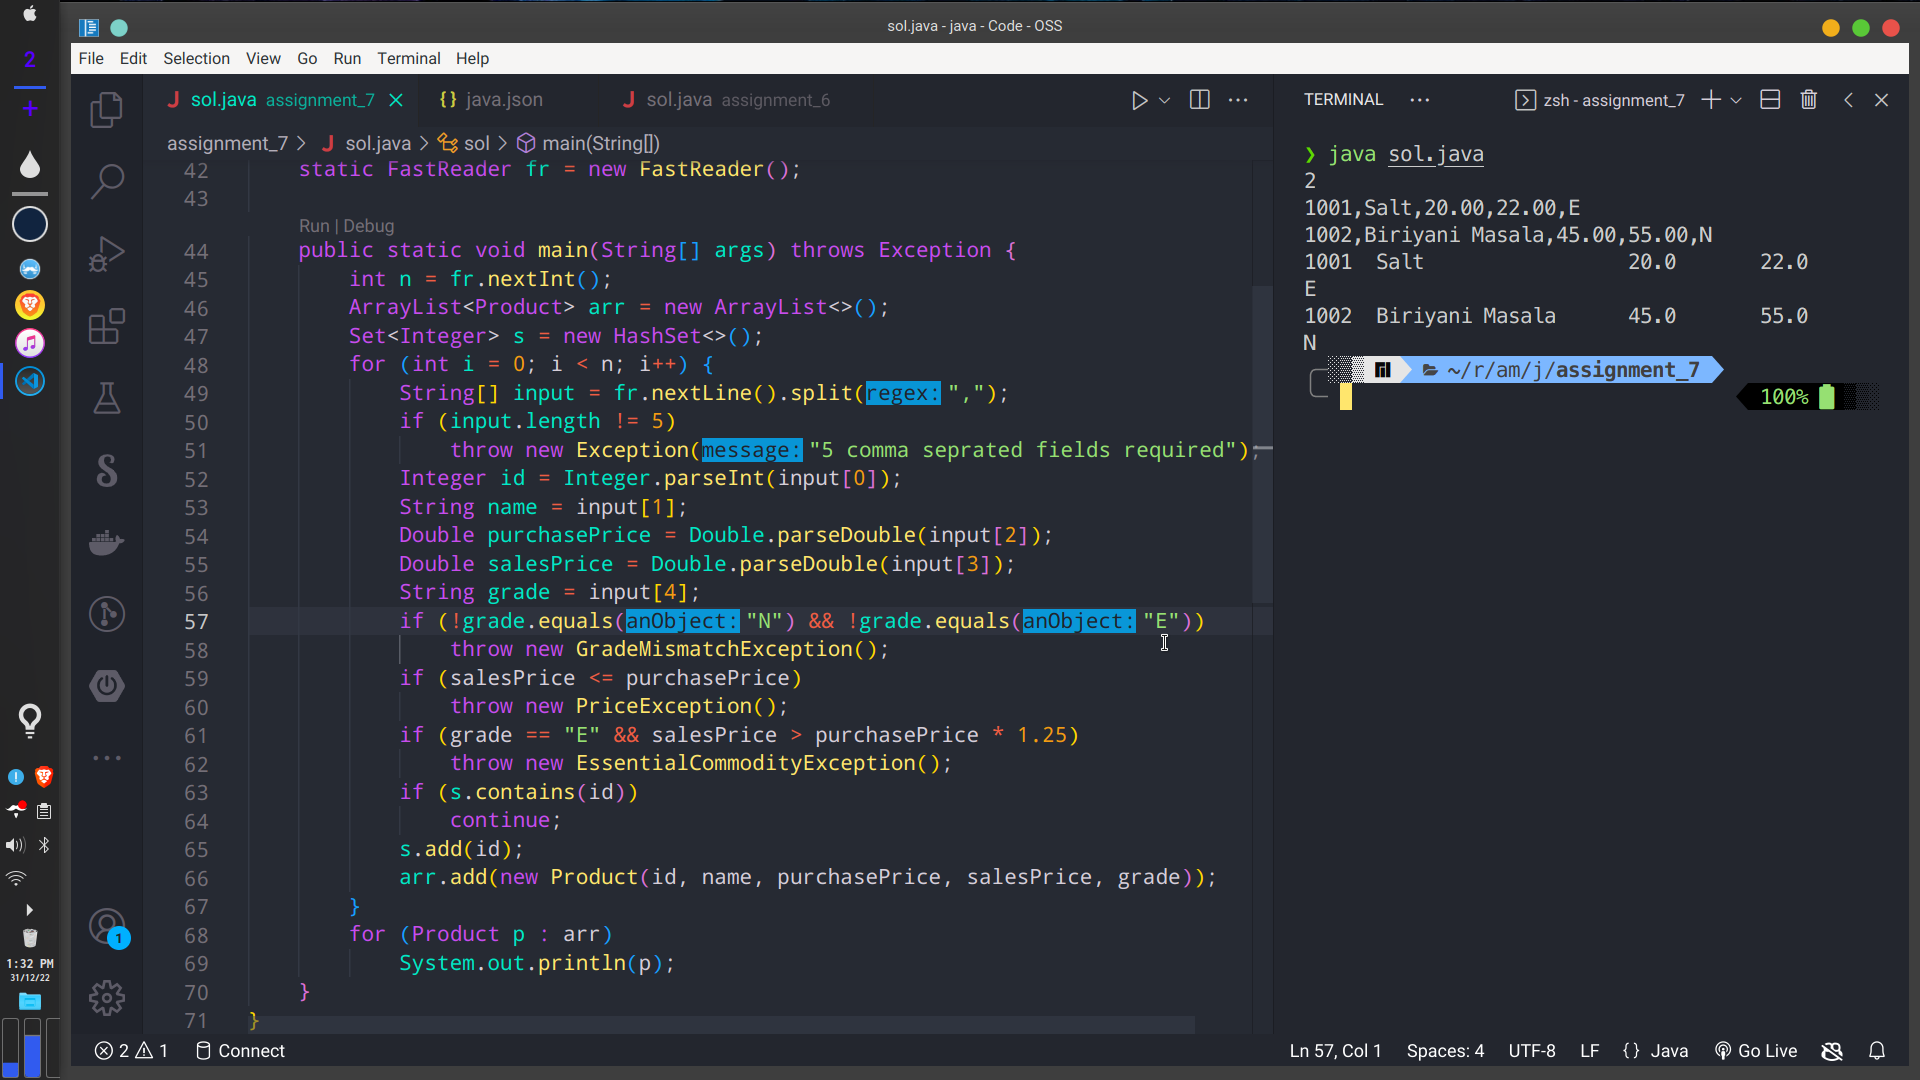 sol.java - java - Code - OSS
File Edit Selection View Go Run Terminal Help
2
+
sol.java assignment_7
{} java.json
sol.java assignment_6
assignment_7 > J sol.java > sol > main(String[])
42 static FastReader fr = new FastReader();
43
Run | Debug
44 public static void main(String[] args) throws Exception {
45 int n = fr.nextInt();
46 ArrayList<Product> arr = new ArrayList<>();
47 Set<Integer> s = new HashSet<>();
48 for (int i = 0; i < n; i++) {
49 String[] input = fr.nextLine().split(regex: ",");
50 if (input.length != 5)
51 throw new Exception(message: "5 comma seprated fields required");
52 Integer id = Integer.parseInt(input[0]);
53 String name = input[1];
54 Double purchasePrice = Double.parseDouble(input[2]);
55 Double salesPrice = Double.parseDouble(input[3]);
56 String grade = input[4];
57 if (!grade.equals(anObject: "N") && !grade.equals(anObject: "E"))
58 throw new GradeMismatchException();
59 if (salesPrice <= purchasePrice)
60 throw new PriceException();
61 if (grade == "E" && salesPrice > purchasePrice * 1.25)
62 throw new EssentialCommodityException();
63 if (s.contains(id))
64 continue;
65 s.add(id);
66 arr.add(new Product(id, name, purchasePrice, salesPrice, grade));
67 }
68 for (Product p : arr)
69 System.out.println(p);
70 }
71 }
TERMINAL
zsh - assignment_7
❯ java sol.java
2
1001,Salt,20.00,22.00,E
1002,Biriyani Masala,45.00,55.00,N
1001 Salt 20.0 22.0
E
1002 Biriyani Masala 45.0 55.0
N
~/r/am/j/assignment_7
100%
1
1:32 PM
31/12/22
2 1 Connect
Ln 57, Col 1 Spaces: 4 UTF-8 LF {} Java Go Live